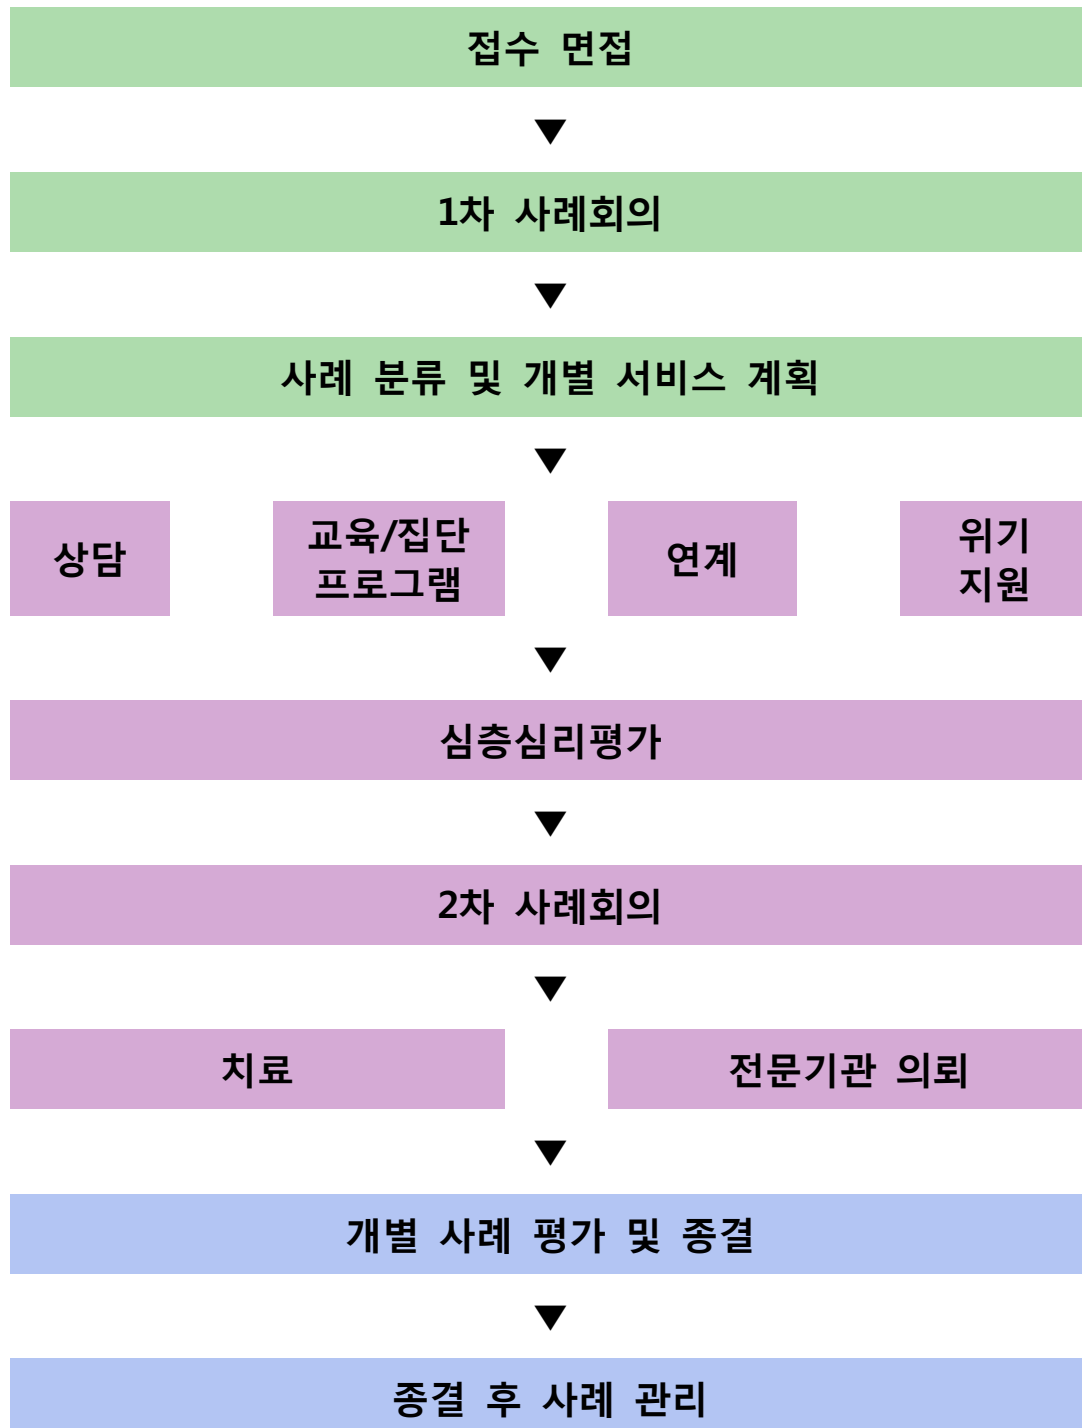 접수 면접
▼
1차 사례회의
▼
사례 분류 및 개별 서비스 계획
▼
상담
교육/집단
프로그램
연계
위기
지원
▼
심층심리평가
▼
2차 사례회의
▼
치료
전문기관 의뢰
▼
개별 사례 평가 및 종결
▼
종결 후 사례 관리